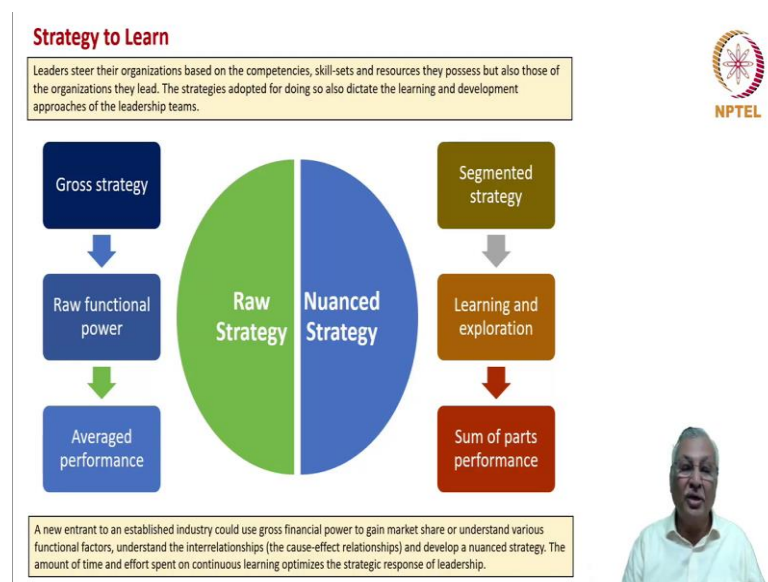 Strategy to Learn
Leaders steer their organizations based on the competencies, skill-sets and resources they possess but also those of
the organizations they lead. The strategies adopted for doing so also dictate the learning and development
approaches of the leadership teams.
NPTEL
Gross strategy
Raw functional
power
Averaged
performance
Raw
Strategy
Nuanced
Strategy
Segmented
strategy
Learning and
exploration
Sum of parts
performance
A new entrant to an established industry could use gross financial power to gain market share or understand various
functional factors, understand the interrelationships (the cause-effect relationships) and develop a nuanced strategy. The
amount of time and effort spent on continuous learning optimizes the strategic response of leadership.